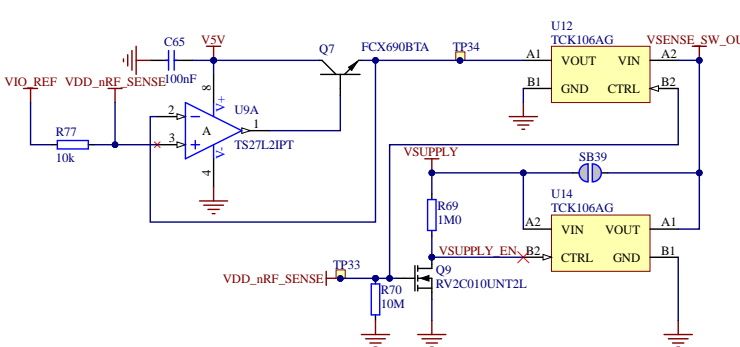 U12
C65
V5V
Q7
FCX690BTA
TP34
TCK106AG
VSENSE_SW_OU
A1
VOUT
VIN
A2
VIO_REF
VDD_nRF_SENSE
100nF
8
V+
U9A
B1
GND
CTRL
B2
2
A
1
R77
3
TS27L2IPT
10k
V-
4
VSUPPLY
SB39
U14
TCK106AG
R69
1M0
A2
VIN
VOUT
A1
VSUPPLY_EN
B2
CTRL
GND
B1
TP33
Q9
VDD_nRF_SENSE
RV2C010UNT2L
R70
10M